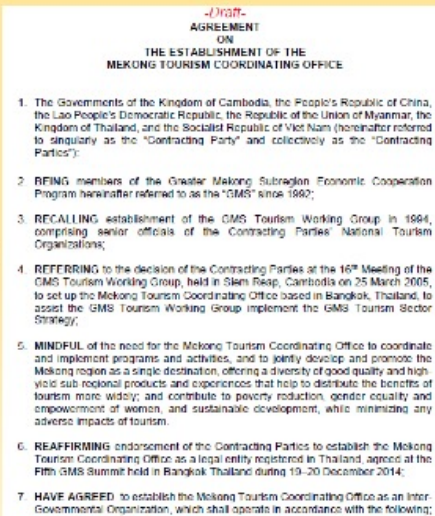 -Draft-
AGREEMENT
ON
THE ESTABLISHMENT OF THE
MEKONG TOURISM COORDINATING OFFICE
1. The Governments of the Kingdom of Cambodia, the People's Republic of China,
the Lao People's Democratic Republic, the Republic of the Union of Myanmar, the
Kingdom of Thailand, and the Socialist Republic of Viet Nam (hereinafter referred
to singularly as the "Contracting Party" and collectively as the "Contracting
Parties"):
2. BEING members of the Greater Mekong Subregion Economic Cooperation
Program hereinafter referred to as the "GMS" since 1992;
3. RECALLING establishment of the GMS Tourism Working Group in 1994,
comprising senior officials of the Contracting Parties' National Tourism
Organizations;
4. REFERRING to the decision of the Contracting Parties at the 16th Meeting of the
GMS Tourism Working Group, held in Siem Reap, Cambodia on 25 March 2005,
to set up the Mekong Tourism Coordinating Office based in Bangkok, Thailand, to
assist the GMS Tourism Working Group implement the GMS Tourism Sector
Strategy;
5. MINDFUL of the need for the Mekong Tourism Coordinating Office to coordinate
and implement programs and activities, and to jointly develop and promote the
Mekong region as a single destination, offering a diversity of good quality and high-
yield sub regional products and experiences that help to distribute the benefits of
tourism more widely; and contribute to poverty reduction, gender equality and
empowerment of women, and sustainable development, while minimizing any
adverse impacts of tourism.
6. REAFFIRMING endorsement of the Contracting Parties to establish the Mekong
Tourism Coordinating Office as a legal entity registered in Thailand, agreed at the
Fifth GMS Summit held in Bangkok Thailand during 19–20 December 2014;
7. HAVE AGREED to establish the Mekong Tourism Coordinating Office as an Inter-
Governmental Organization, which shall operate in accordance with the following;